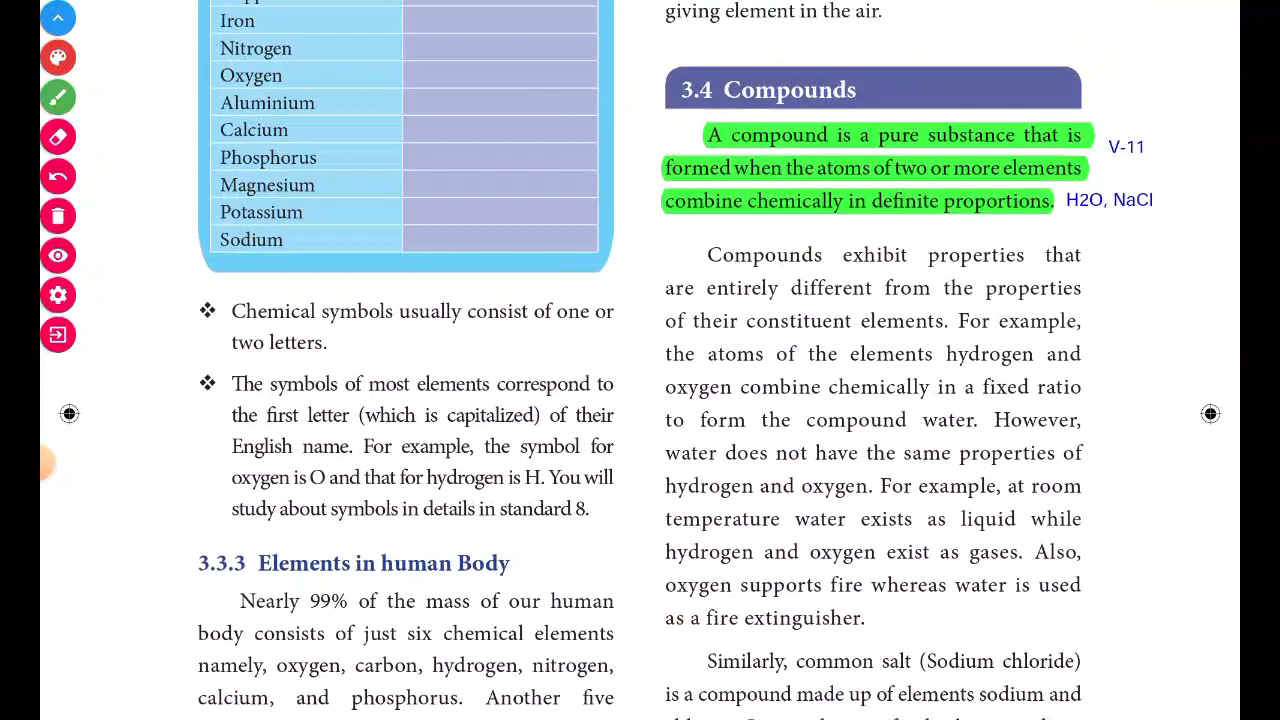 Iron
Nitrogen
Oxygen
Aluminium
Calcium
Phosphorus
Magnesium
Potassium
Sodium
❖ Chemical symbols usually consist of one or
two letters.
❖ The symbols of most elements correspond to
the first letter (which is capitalized) of their
English name. For example, the symbol for
oxygen is O and that for hydrogen is H. You will
study about symbols in details in standard 8.
3.3.3 Elements in human Body
Nearly 99% of the mass of our human
body consists of just six chemical elements
namely, oxygen, carbon, hydrogen, nitrogen,
calcium, and phosphorus. Another five
giving element in the air.
3.4 Compounds
A compound is a pure substance that is
V-11
formed when the atoms of two or more elements
combine chemically in definite proportions. H2O, NaCl
Compounds exhibit properties that
are entirely different from the properties
of their constituent elements. For example,
the atoms of the elements hydrogen and
oxygen combine chemically in a fixed ratio
to form the compound water. However,
water does not have the same properties of
hydrogen and oxygen. For example, at room
temperature water exists as liquid while
hydrogen and oxygen exist as gases. Also,
oxygen supports fire whereas water is used
as a fire extinguisher.
Similarly, common salt (Sodium chloride)
is a compound made up of elements sodium and